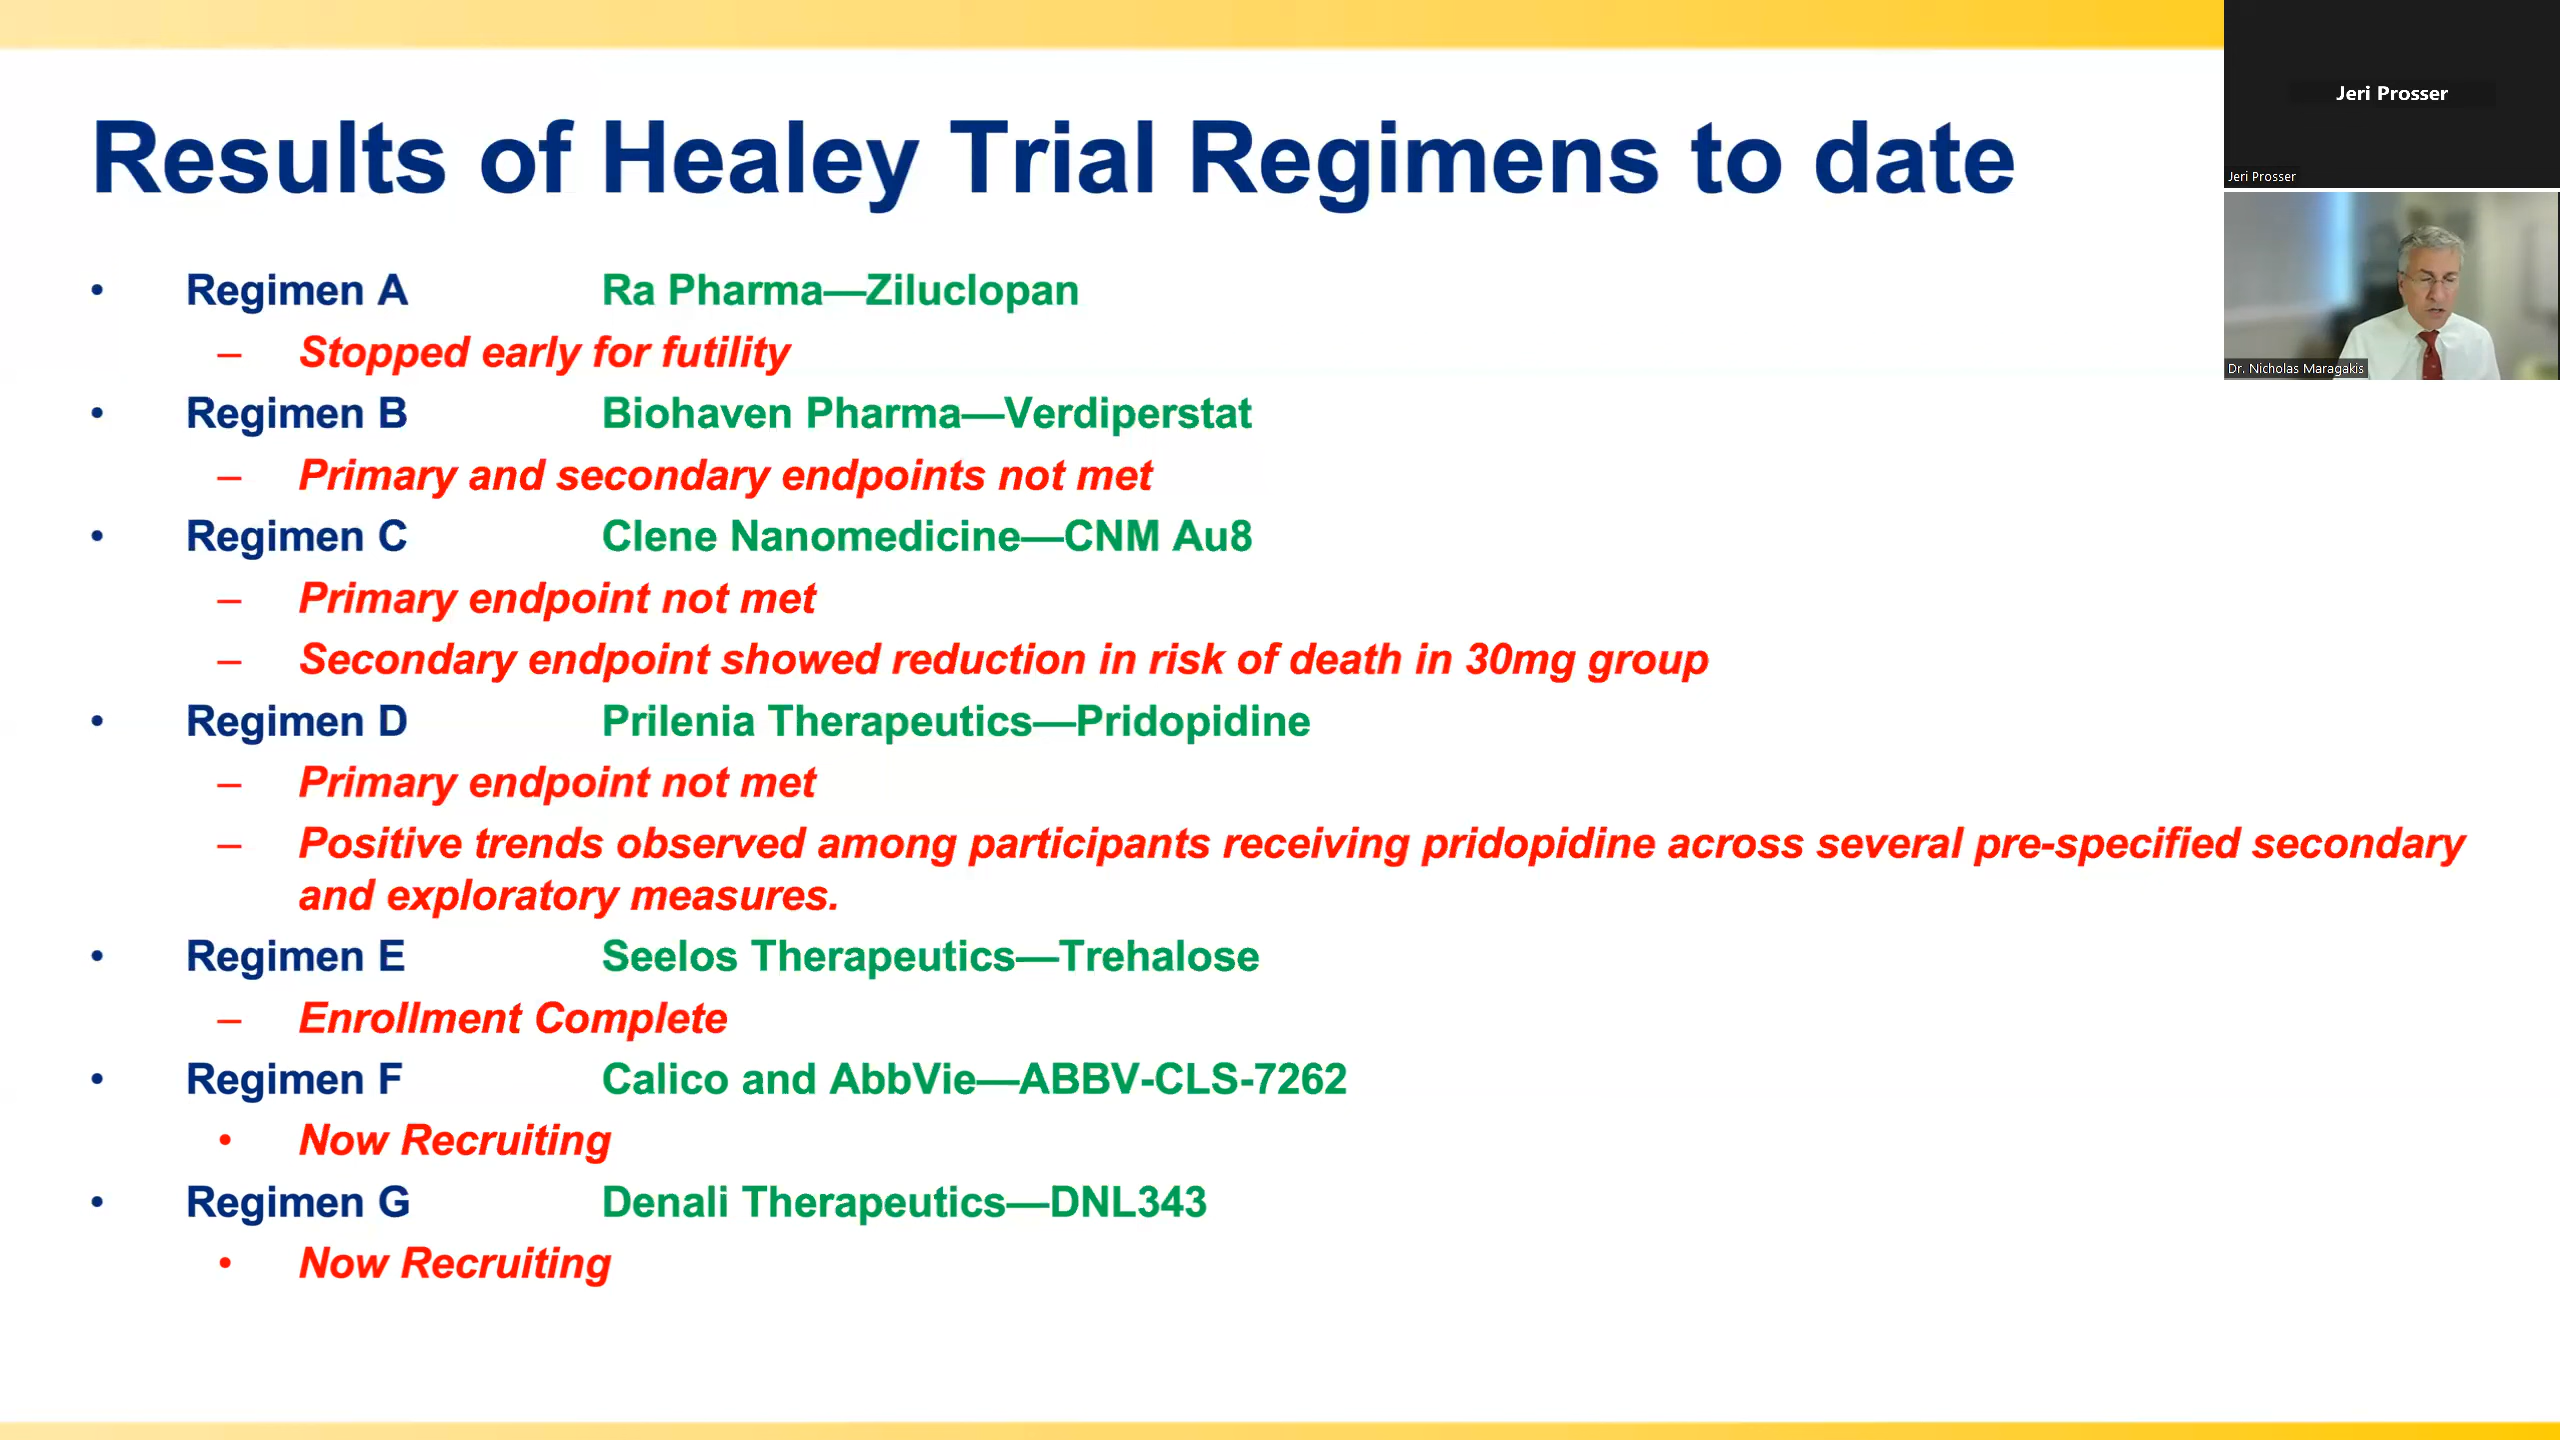 Results of Healey Trial Regimens to date
• Regimen A Ra Pharma—Ziluclopan
– Stopped early for futility
• Regimen B Biohaven Pharma—Verdiperstat
– Primary and secondary endpoints not met
• Regimen C Clene Nanomedicine—CNM Au8
– Primary endpoint not met
– Secondary endpoint showed reduction in risk of death in 30mg group
• Regimen D Prilenia Therapeutics—Pridopidine
– Primary endpoint not met
– Positive trends observed among participants receiving pridopidine across several pre-specified secondary
and exploratory measures.
• Regimen E Seelos Therapeutics—Trehalose
– Enrollment Complete
• Regimen F Calico and AbbVie—ABBV-CLS-7262
• Now Recruiting
• Regimen G Denali Therapeutics—DNL343
• Now Recruiting
Jeri Prosser
Jeri Prosser
Dr. Nicholas Maragakis